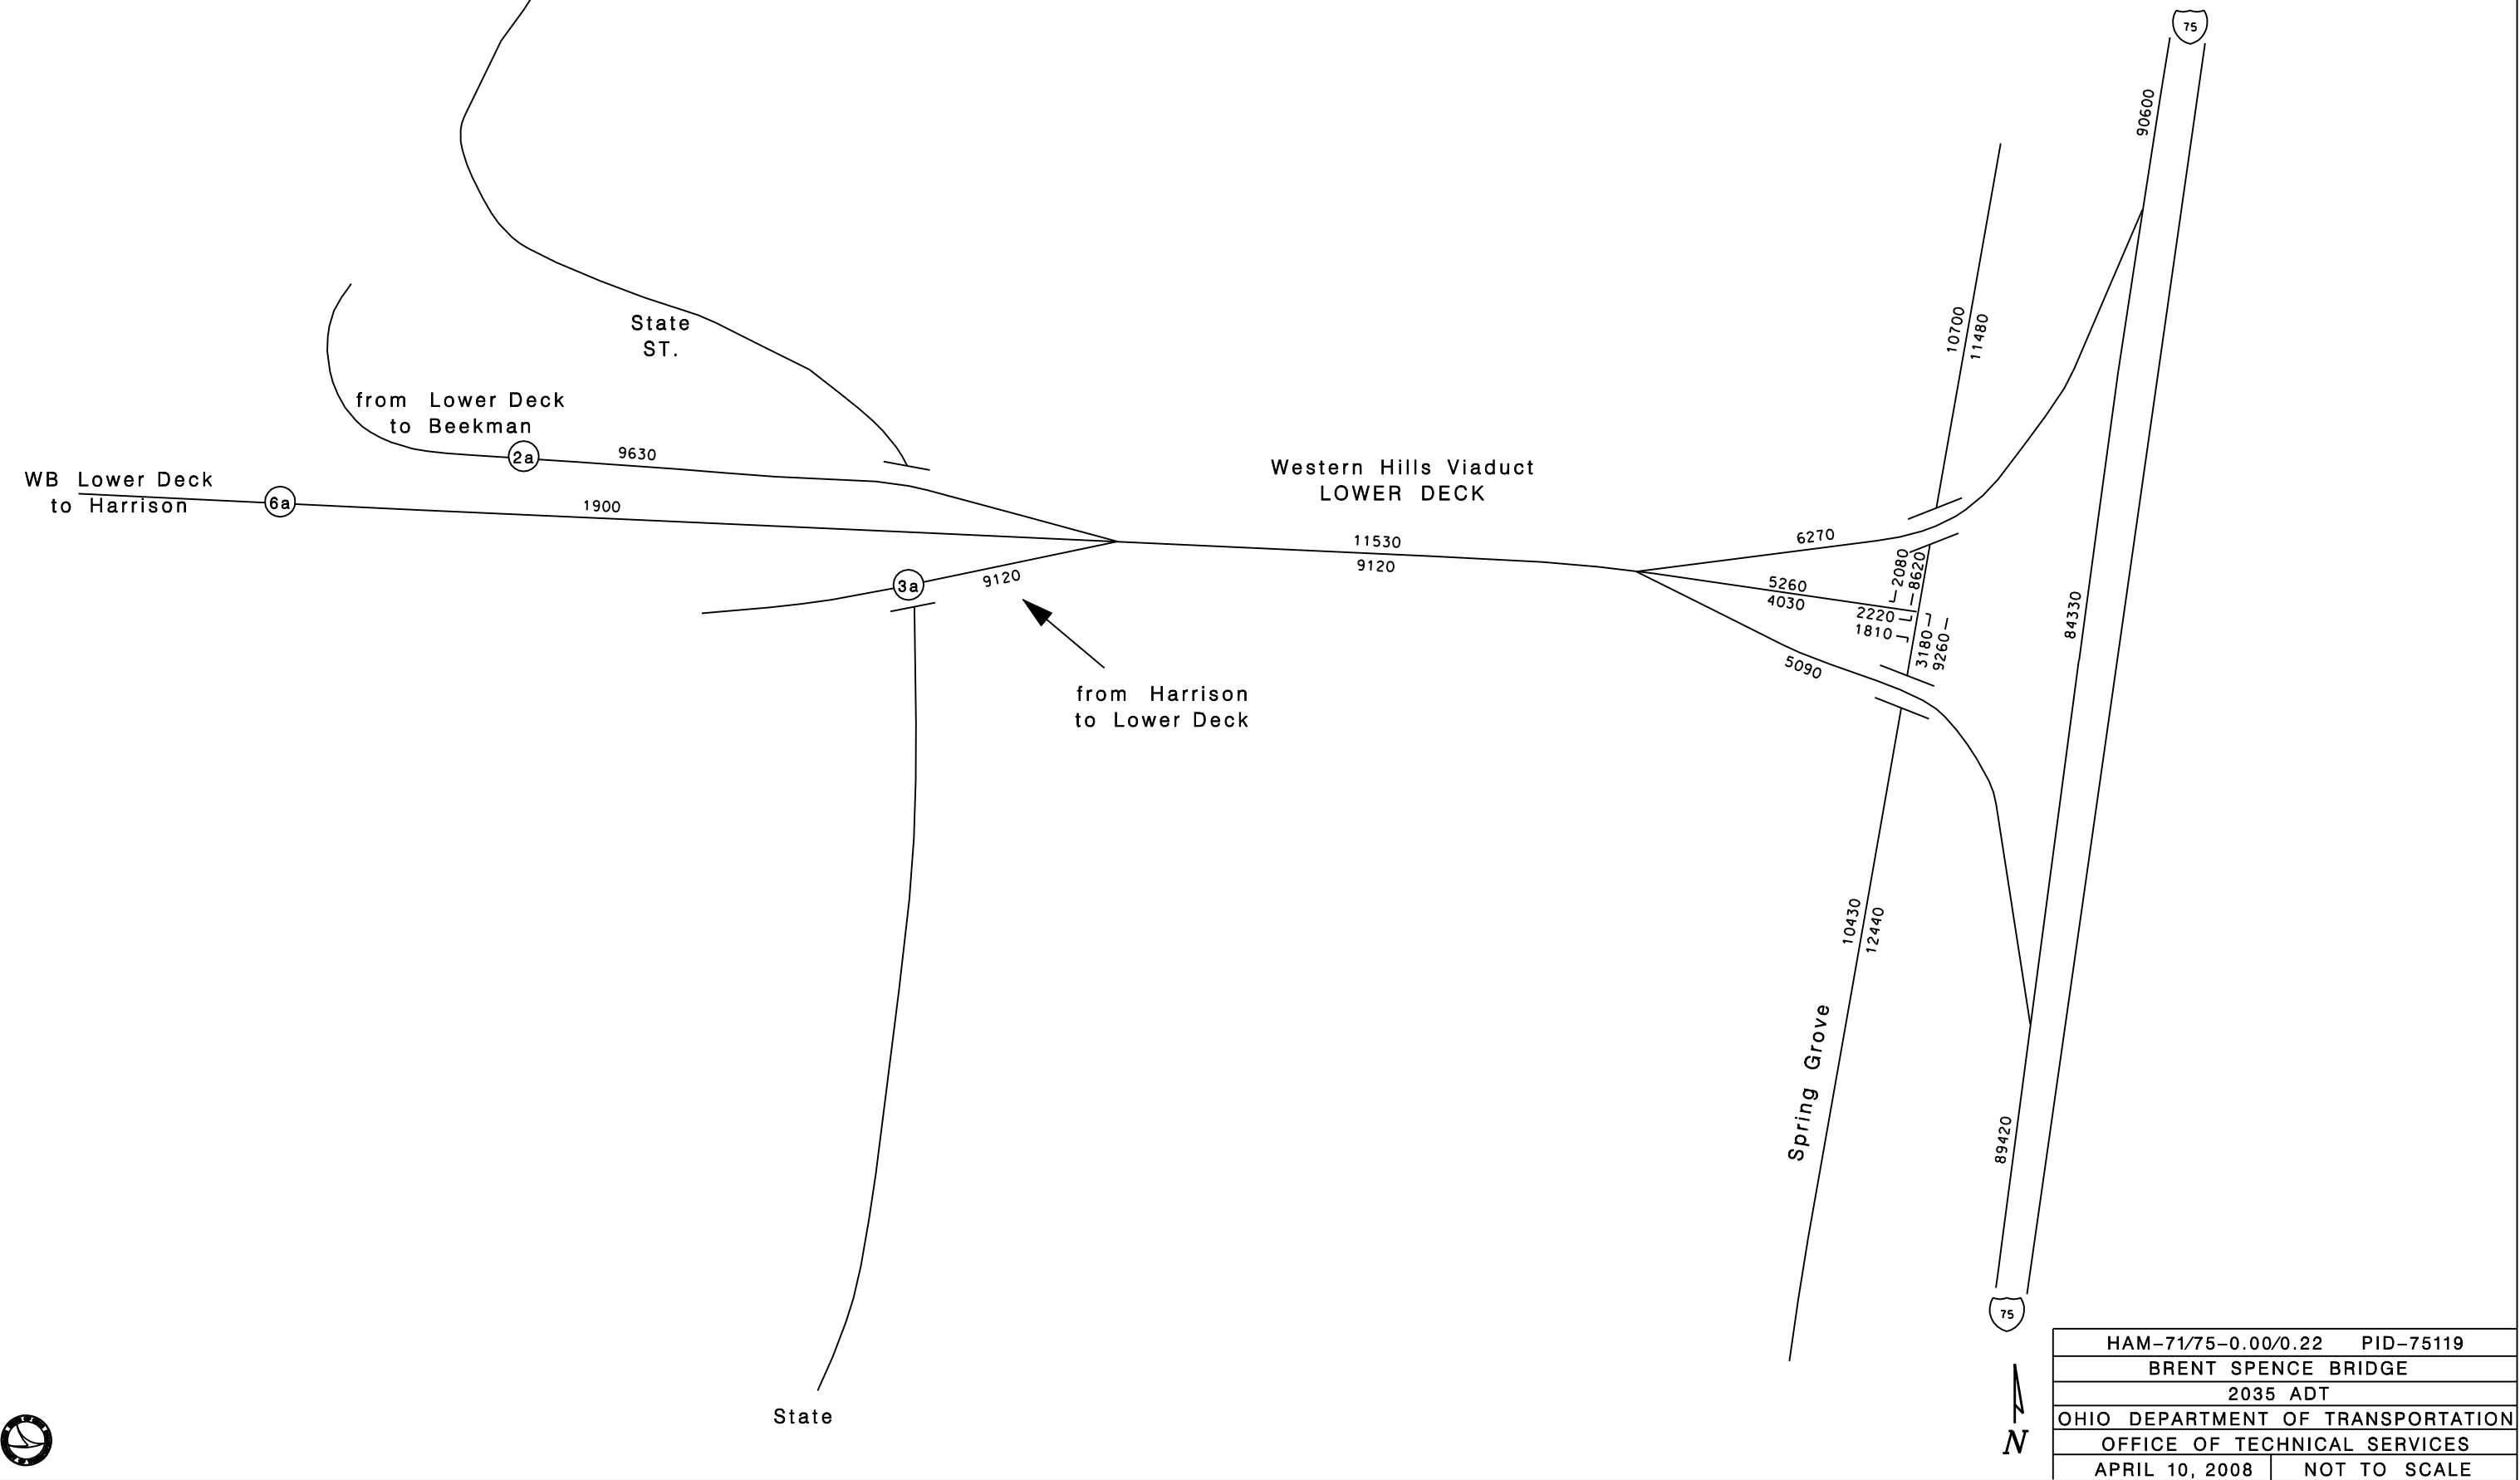 75
90600
10700
11480
State
ST.
from Lower Deck
to Beekman
2a
9630
WB Lower Deck
to Harrison
6a
1900
Western Hills Viaduct
LOWER DECK
11530
9120
6270
2080
8620
5260
4030
2220
1810
3180
9260
84330
3a
9120
5090
from Harrison
to Lower Deck
10430
12440
Spring Grove
89420
75
State
N
HAM-71/75-0.00/0.22 PID-75119
BRENT SPENCE BRIDGE
2035 ADT
OHIO DEPARTMENT OF TRANSPORTATION
OFFICE OF TECHNICAL SERVICES
APRIL 10, 2008 NOT TO SCALE